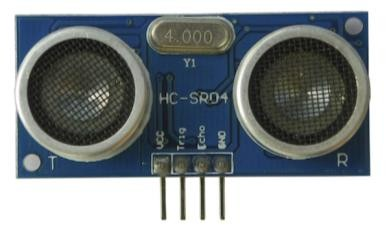 4.000
Y1
HC-SR04
Vcc
Trig
Echo
GND
T
R